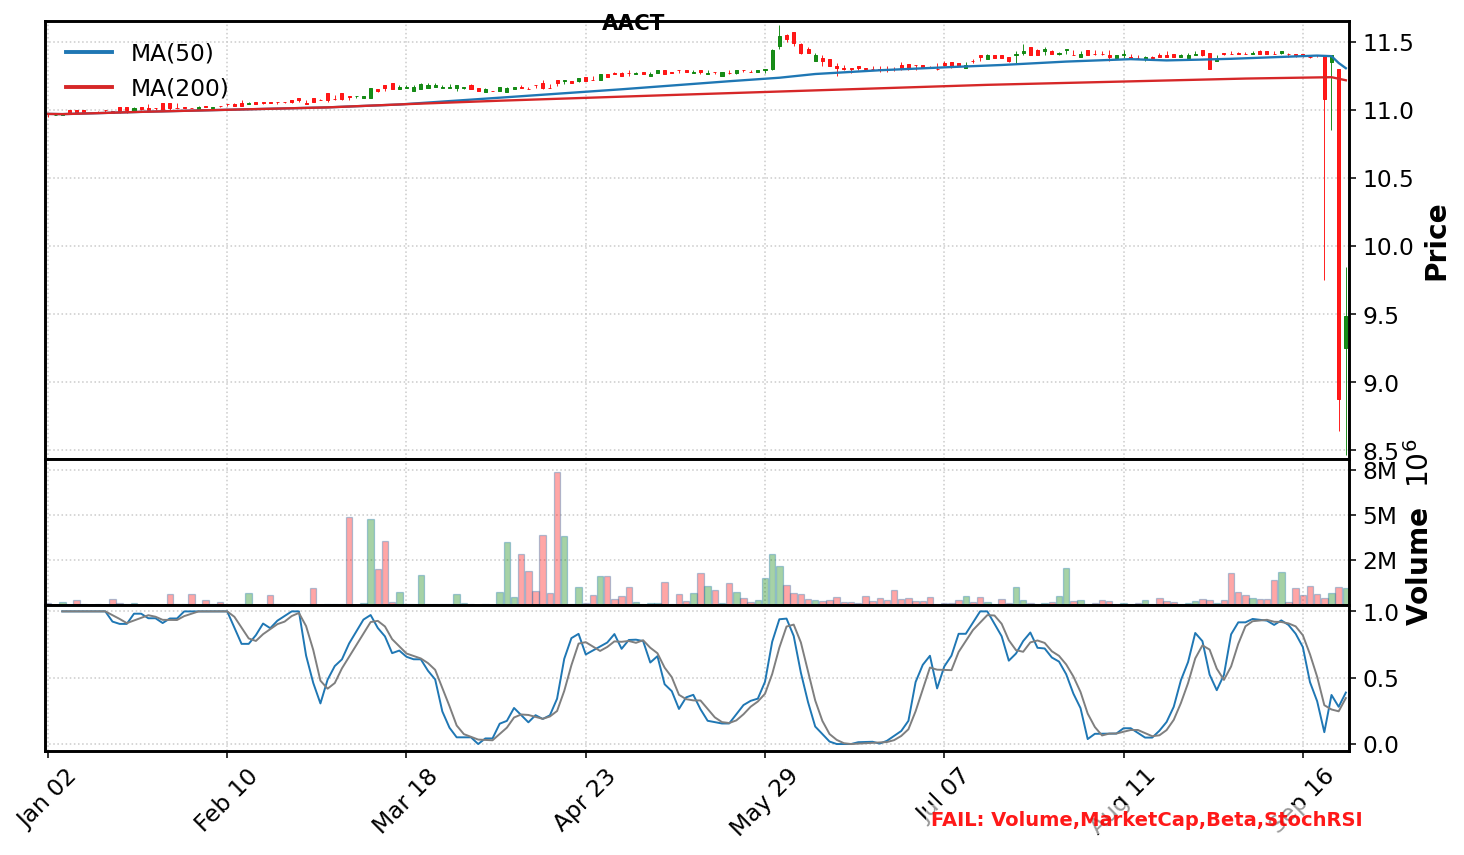 AACT
MA(50)
MA(200)
11.5
11.0
10.5
10.0
9.5
9.0
8.5
Price
8M
5M
2M
Volume 10^6
1.0
0.5
0.0
Jan 02
Feb 10
Mar 18
Apr 23
May 29
Jul 07
Aug 11
Sep 16
FAIL: Volume,MarketCap,Beta,StochRSI